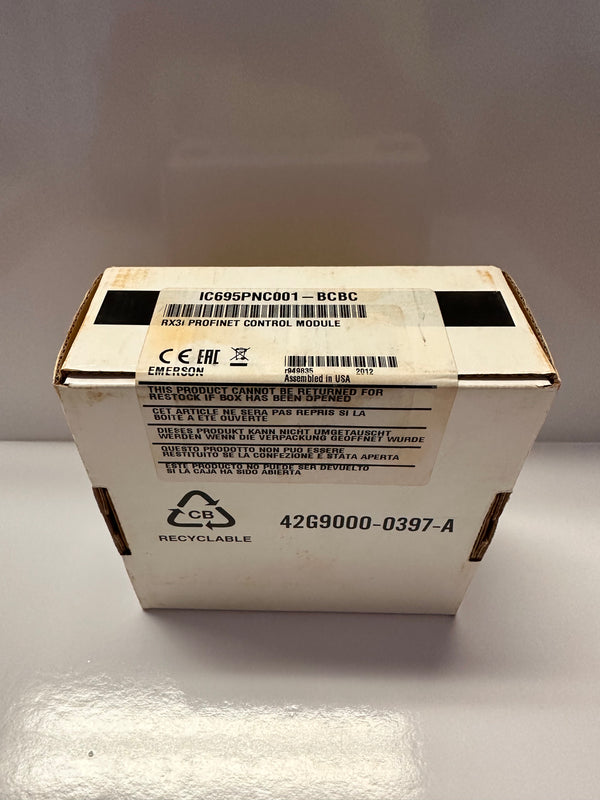 IC695PNC001-BCBC
RX3i PROFINET CONTROL MODULE
CE EAC
EMERSON
r949835 2012
Assembled in USA
THIS PRODUCT CANNOT BE RETURNED FOR
RESTOCK IF BOX HAS BEEN OPENED
CET ARTICLE NE SERA PAS REPRIS SI LA
BOITE A ETE OUVERTE
DIESES PRODUKT KANN NICHT UMGETAUSCHT
WERDEN WENN DIE VERPACKUNG GEOFFNET WURDE
QUESTO PRODOTTO NON PUO ESSERE
RESTITUITO SE LA CONFEZIONE E STATA APERTA
ESTE PRODUCTO NO PUEDE SER DEVUELTO
SI LA CAJA HA SIDO ABIERTA
CB
RECYCLABLE
42G9000-0397-A